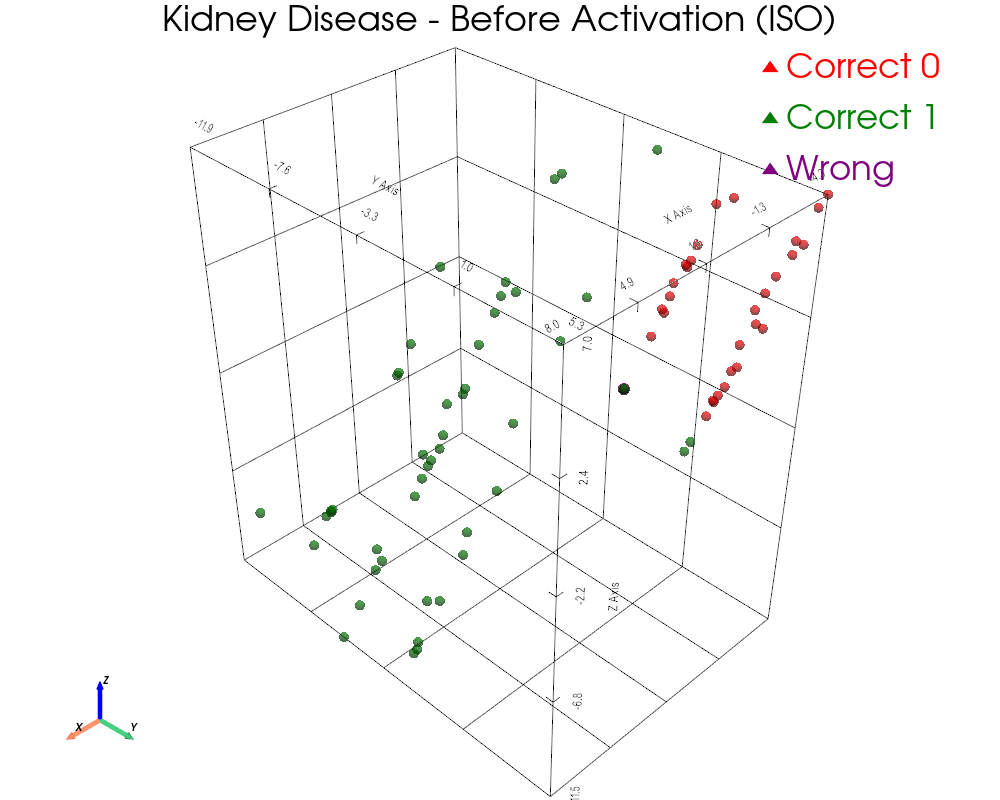 Kidney Disease - Before Activation (ISO)
Correct 0
Correct 1
Wrong
-11.9
-7.6
Y Axis
-3.3
1.0
5.3
X Axis
-1.3
4.9
8.0
7.0
2.4
-2.2
Z Axis
-6.8
Z
X
Y